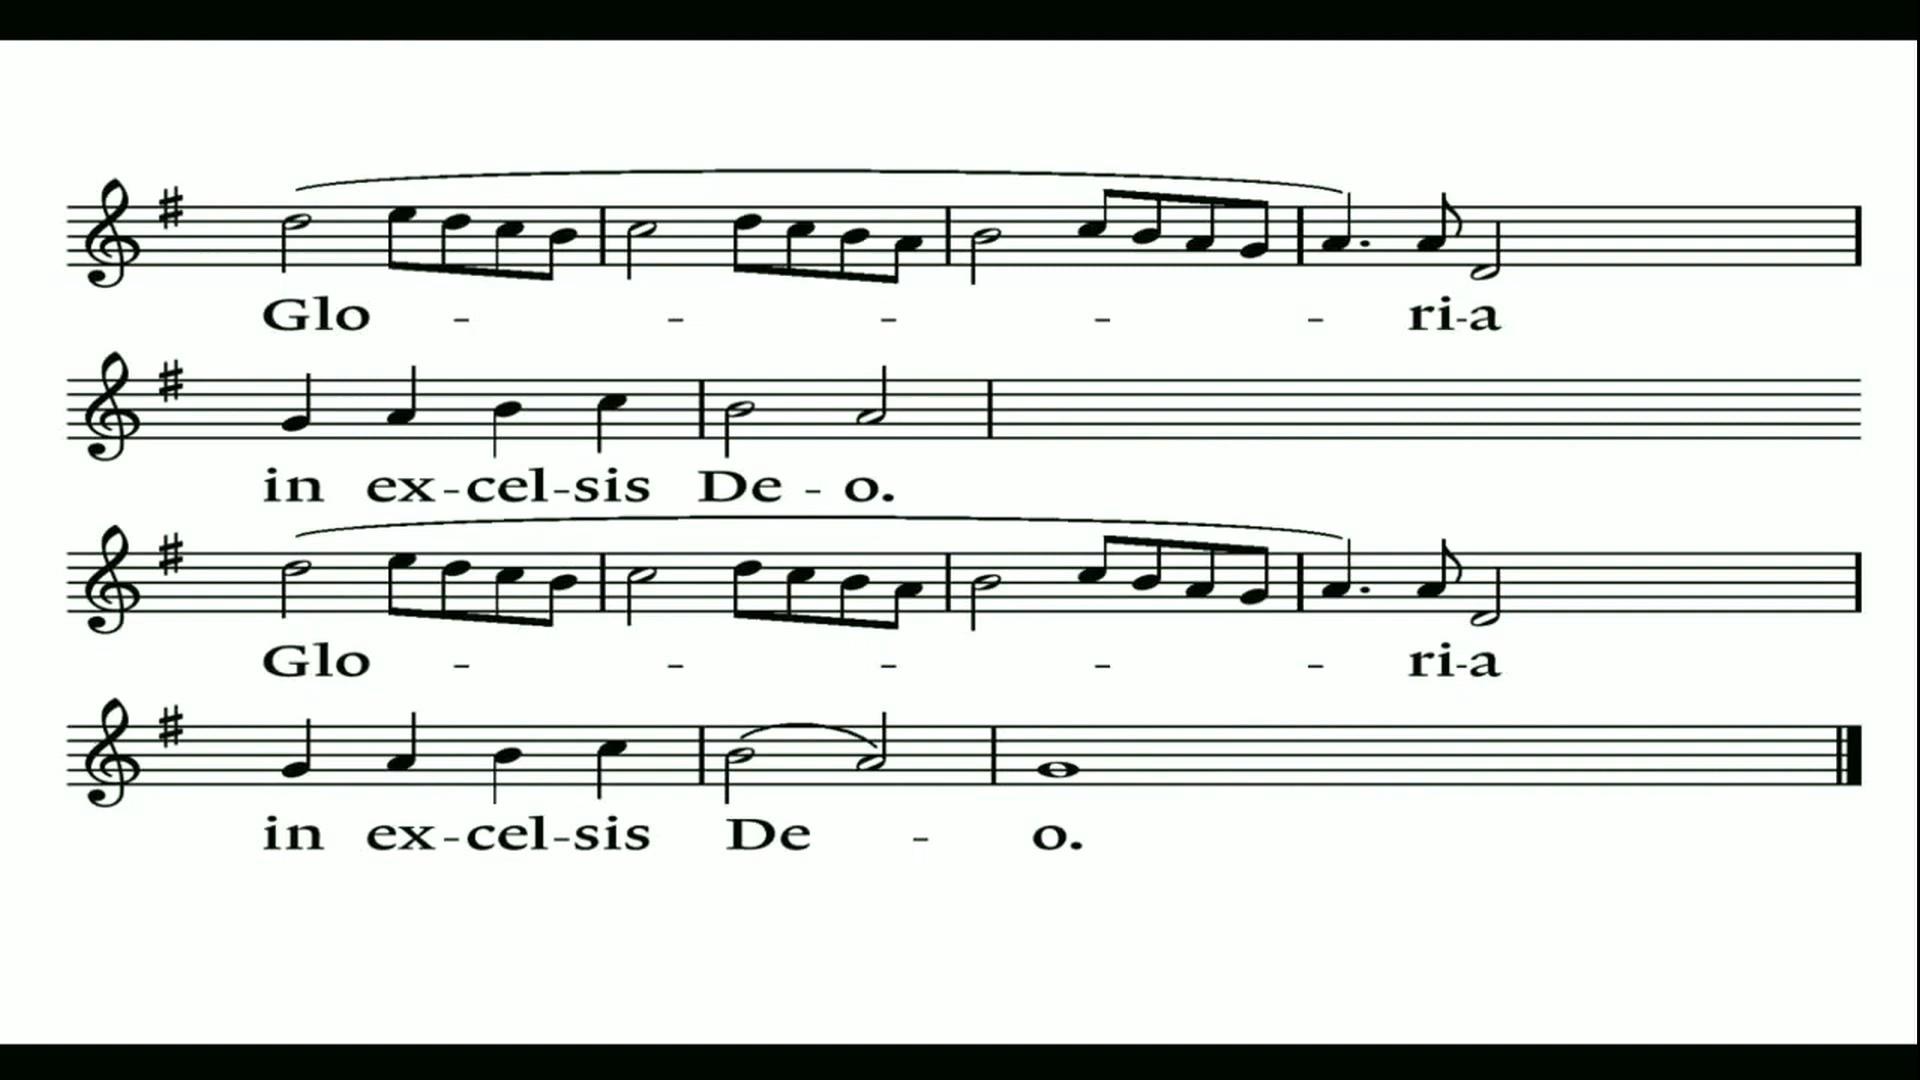 Glo - - - - - ri-a
in ex-cel-sis De - o.
Glo - - - - - ri-a
in ex-cel-sis De - o.